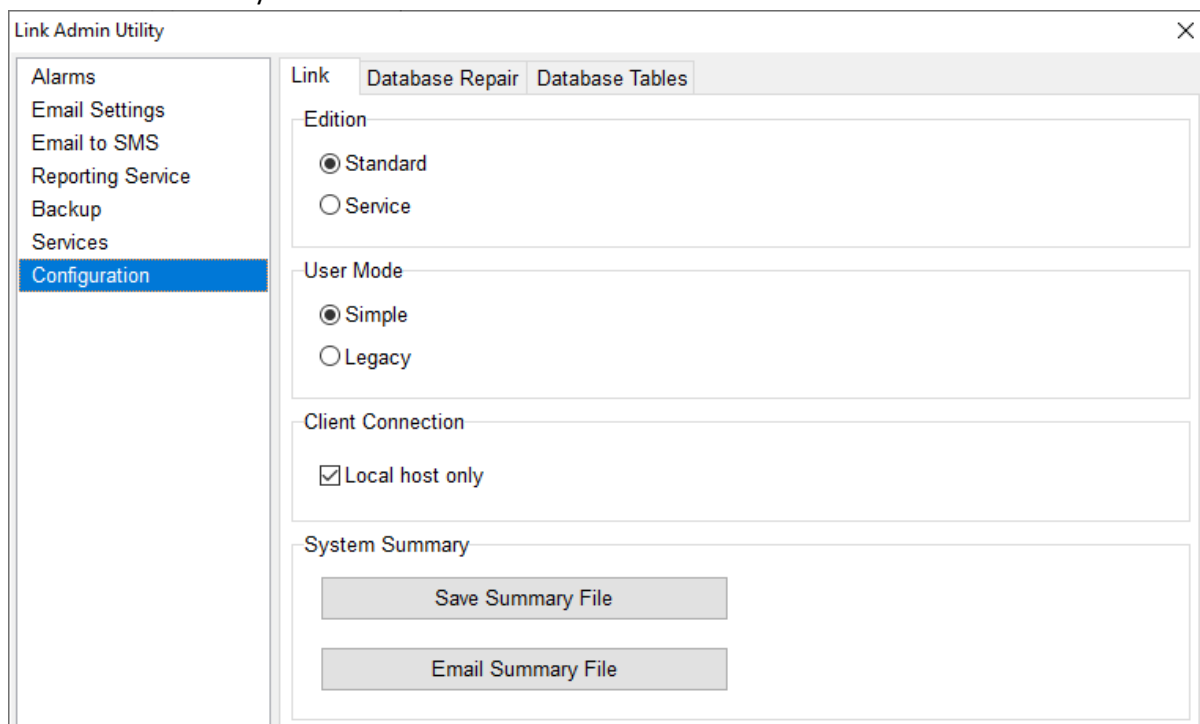 Link Admin Utility
Alarms
Email Settings
Email to SMS
Reporting Service
Backup
Services
Configuration
Link Database Repair Database Tables
Edition
Standard
Service
User Mode
Simple
Legacy
Client Connection
Local host only
System Summary
Save Summary File
Email Summary File